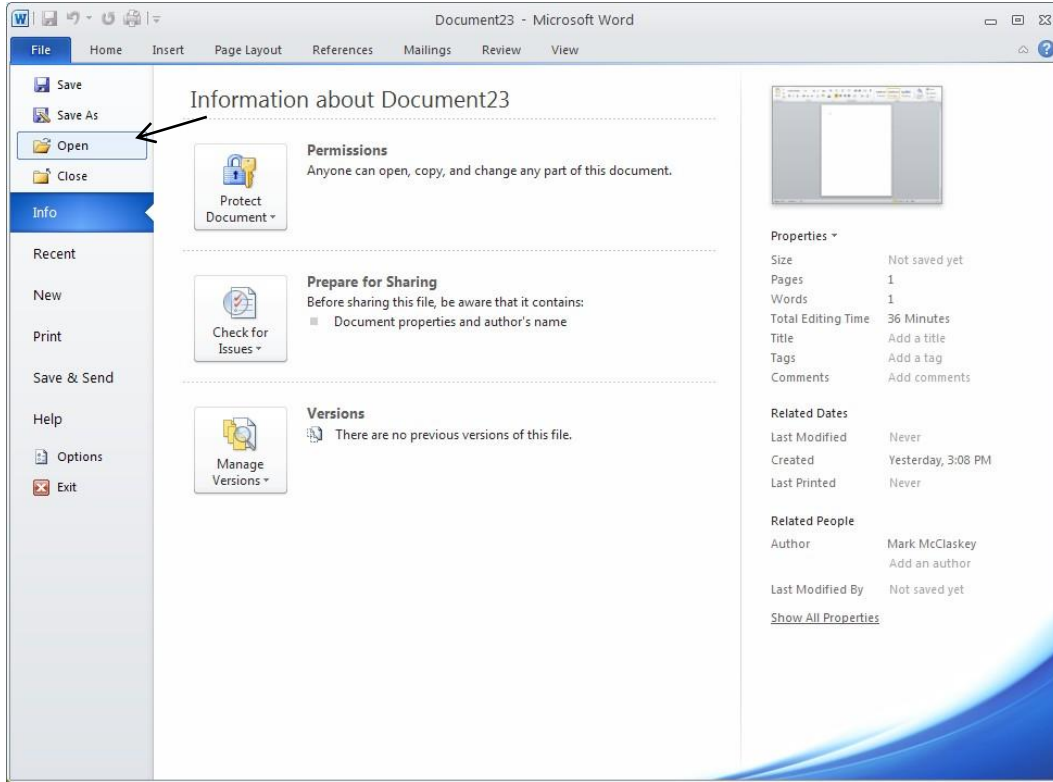 W
Document23 - Microsoft Word
File Home Insert Page Layout References Mailings Review View
Save
Save As
Open
Close
Info
Recent
New
Print
Save & Send
Help
Options
Exit
Information about Document23
Protect
Document
Permissions
Anyone can open, copy, and change any part of this document.
Check for
Issues
Prepare for Sharing
Before sharing this file, be aware that it contains:
Document properties and author's name
Manage
Versions
Versions
There are no previous versions of this file.
Properties
Size Not saved yet
Pages 1
Words 1
Total Editing Time 36 Minutes
Title Add a title
Tags Add a tag
Comments Add comments
Related Dates
Last Modified Never
Created Yesterday, 3:08 PM
Last Printed Never
Related People
Author Mark McClaskey
Add an author
Last Modified By Not saved yet
Show All Properties